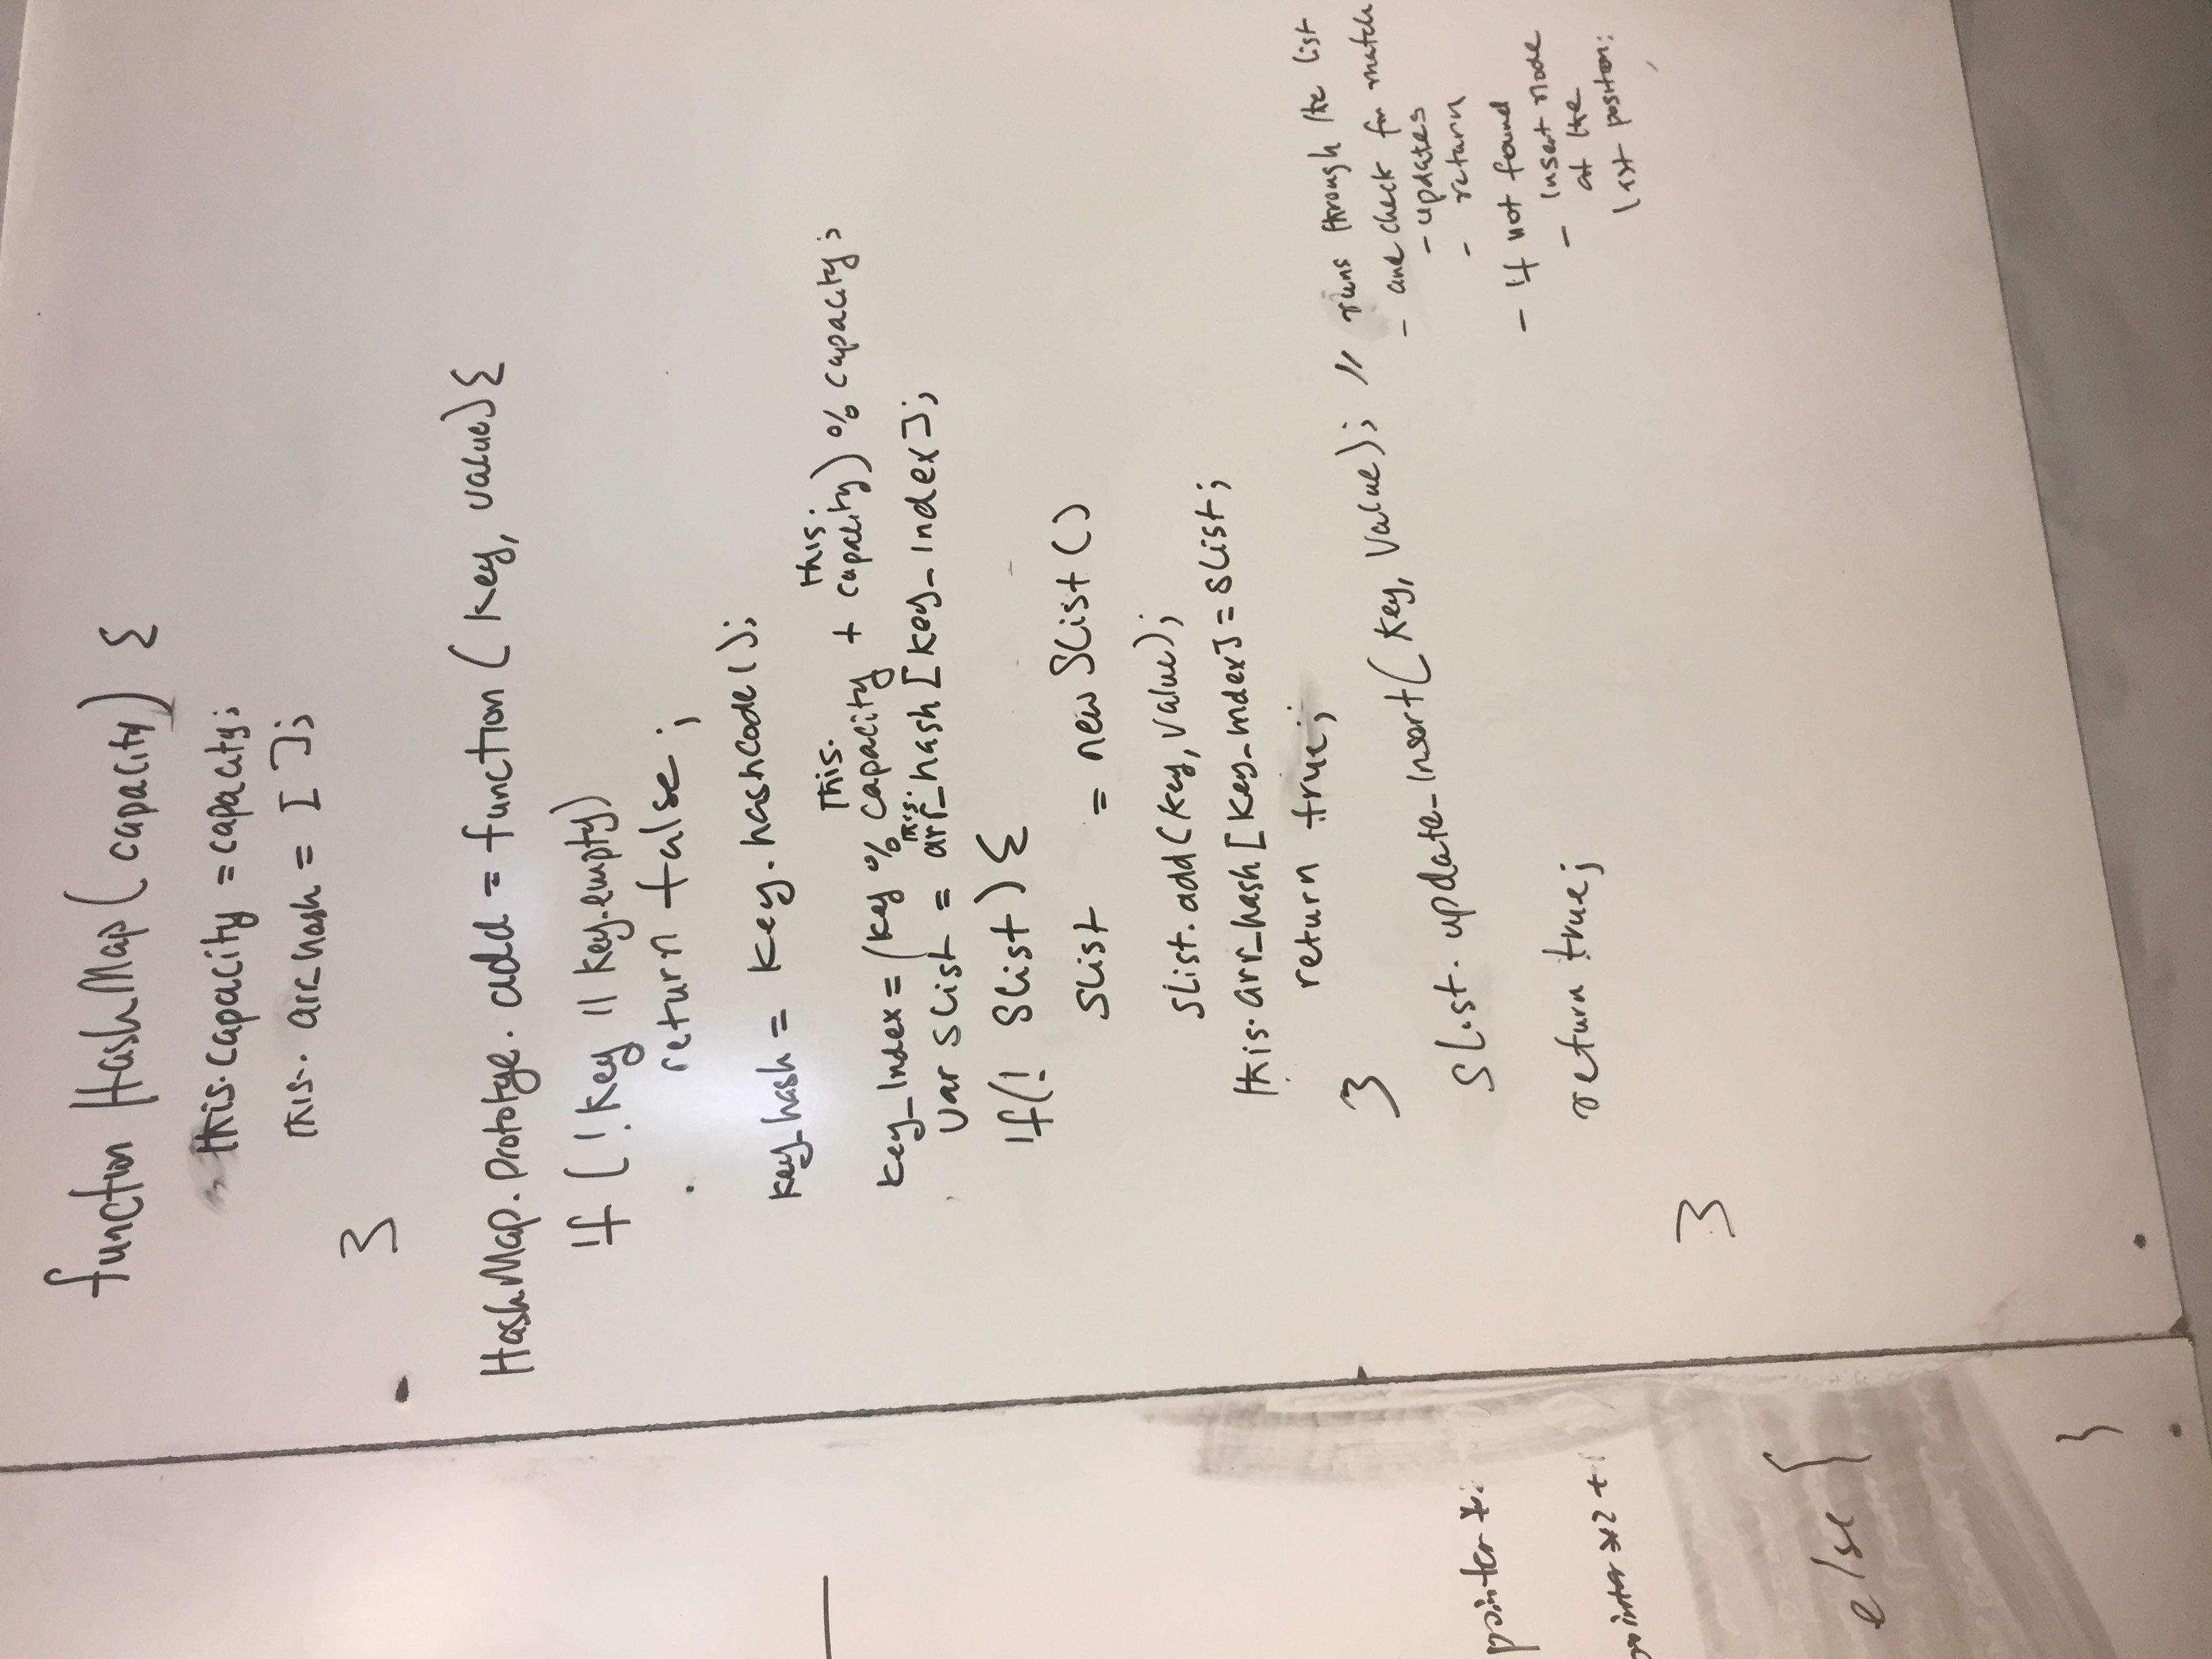 function HashMap(capacity) {
this.capacity = capacity;
this. arr_hash = [ ];
}
HashMap.prototype. add = function (key, value) {
if (!key || key.empty)
return false;
key_hash = key.hashcode();
this. this.
key_index = (key % capacity + capacity) % capacity;
this.
var slist = arr_hash [key_index];
if(! slist) {
slist = new SList ()
slist.add(key, value);
this.arr_hash [key_index] = slist;
return true;
}
slist. update_insert(key, value); // runs through the list
- and check for match
- updates
- return
- if not found
- insert node
at the
last position;
return true;
}
pointer *2
pointer *2 +
else {
}